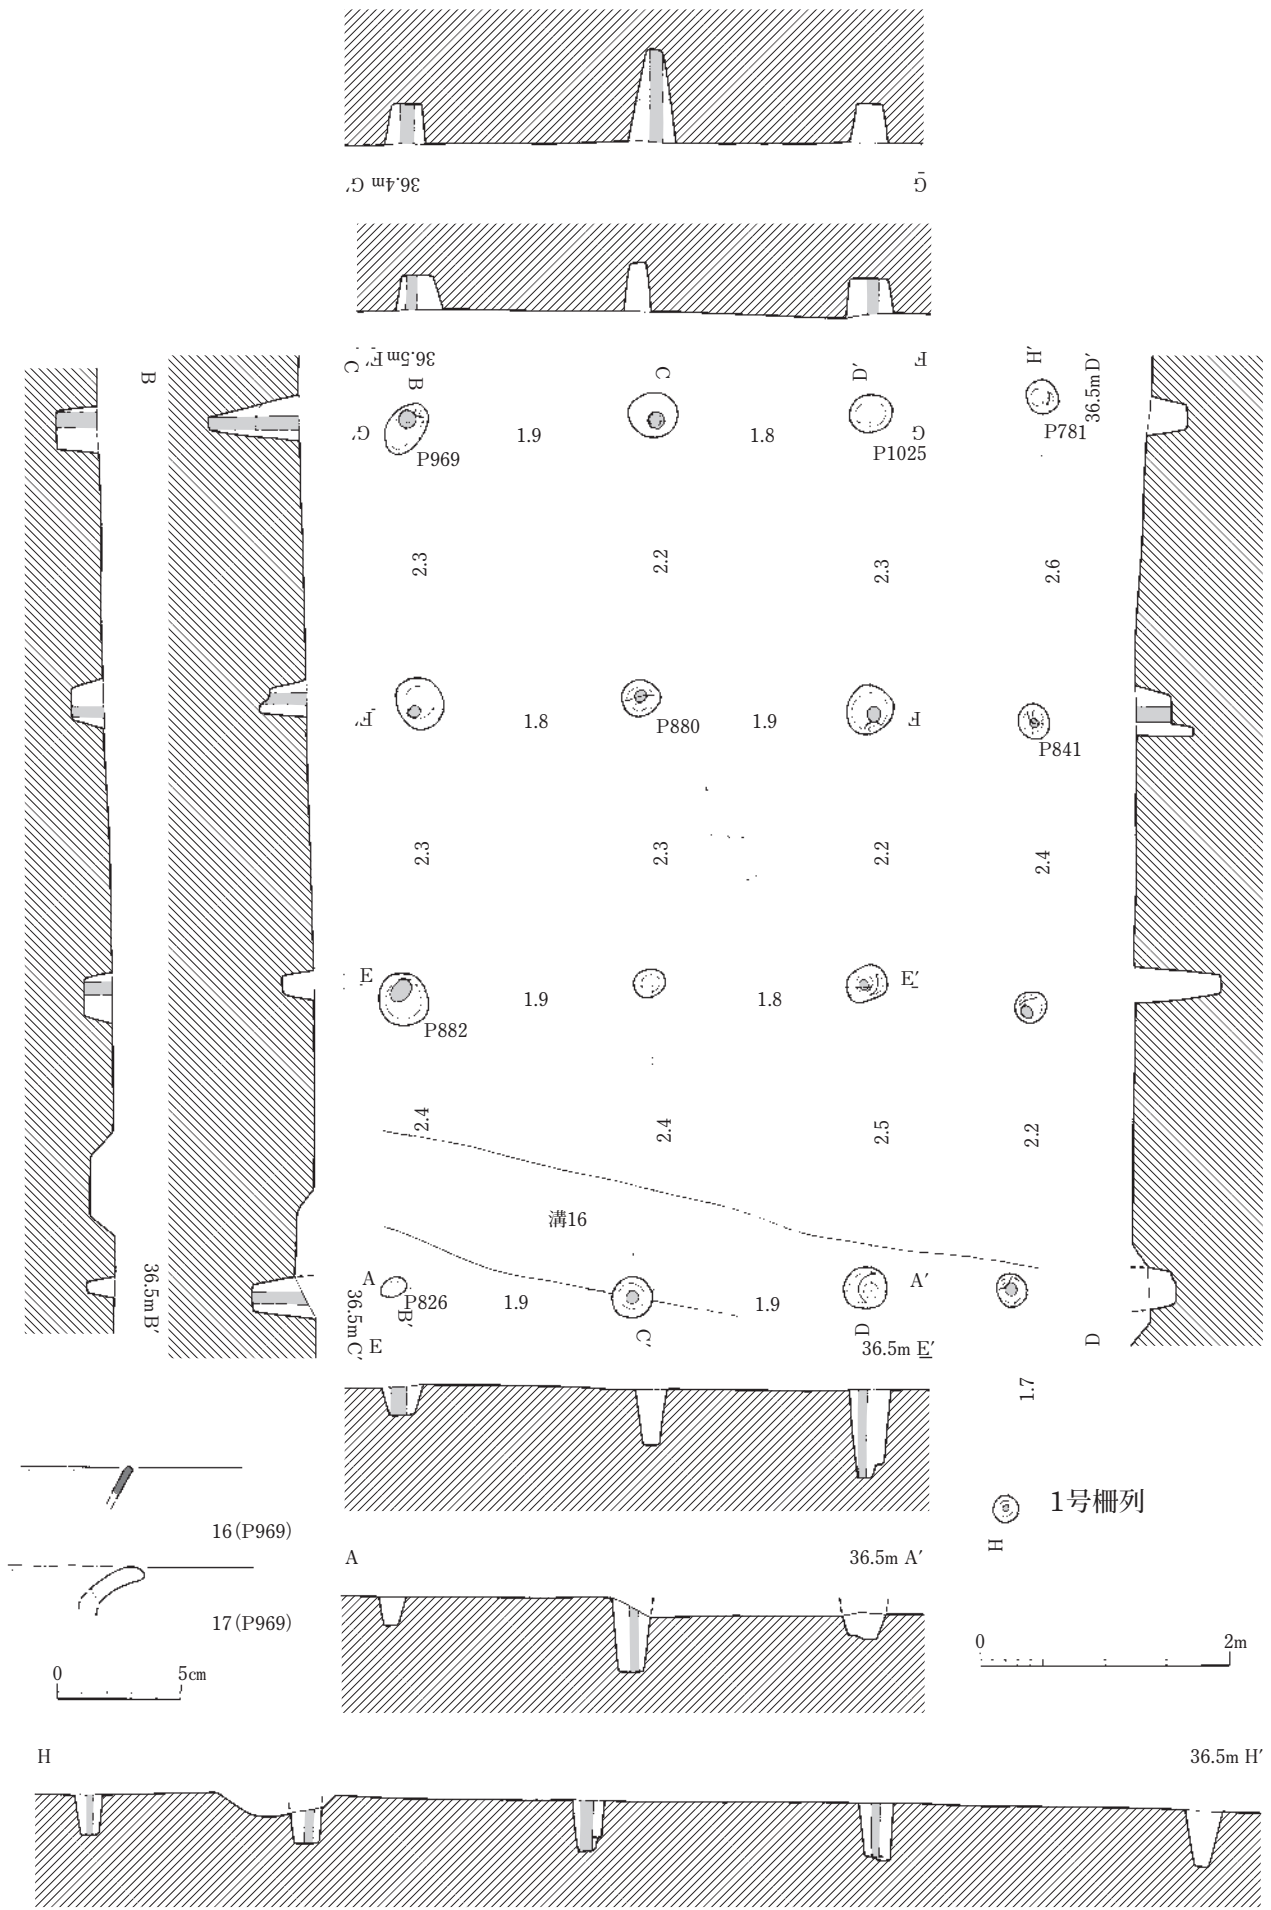 36.4m G′
G
36.5m F′
F
B
C
B
C
D′
H′
36.5m D′
G′
1.9
1.8
G
P969
P1025
P781
2.3
2.2
2.3
2.6
F′
1.8
P880
1.9
F
P841
2.3
2.3
2.2
2.4
E
1.9
1.8
E′
P882
2.4
2.4
2.5
2.2
溝16
36.5m B′
A
P826
B′
1.9
1.9
A′
36.5m C′
C′
D
D
E
36.5m E′
1.7
16(P969)
1号柵列
H
17(P969)
A
36.5m A′
0
5cm
0
2m
H
36.5m H′